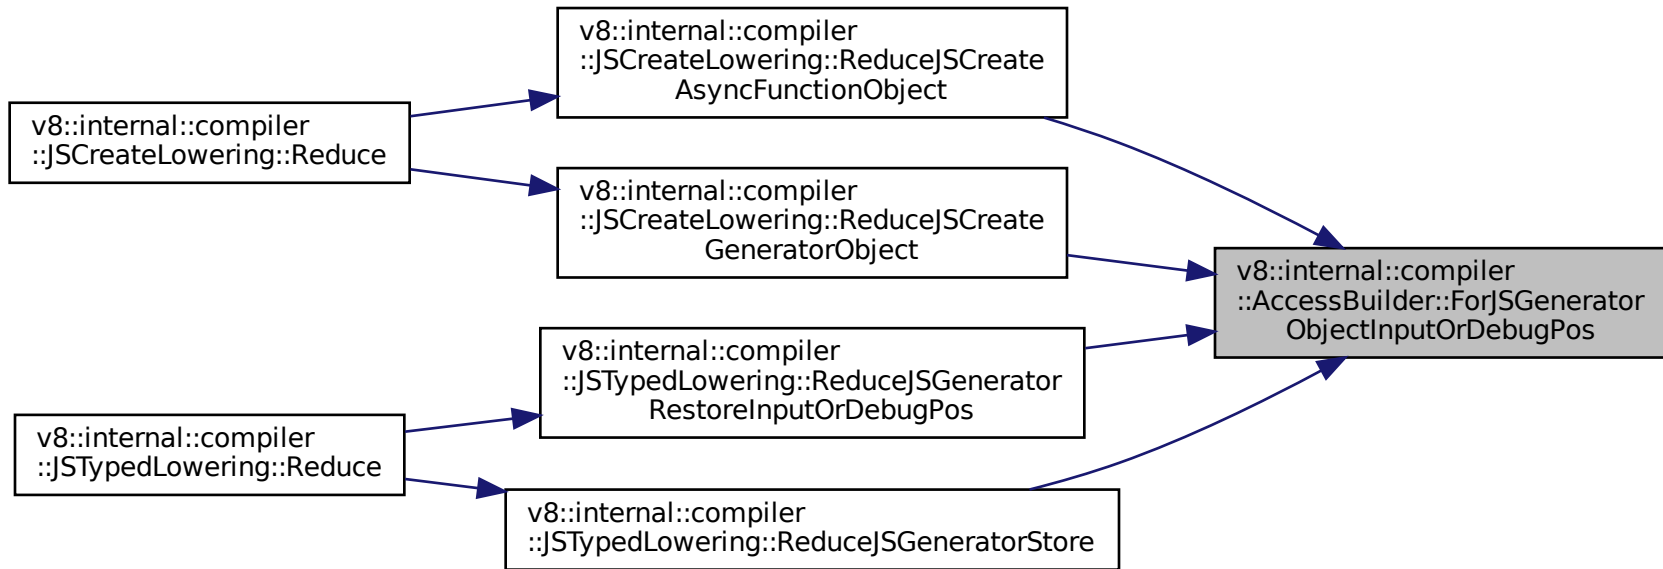 v8::internal::compiler
::JSCreateLowering::ReduceJSCreate
AsyncFunctionObject
v8::internal::compiler
::JSCreateLowering::Reduce
v8::internal::compiler
::JSCreateLowering::ReduceJSCreate
GeneratorObject
v8::internal::compiler
::AccessBuilder::ForJSGenerator
ObjectInputOrDebugPos
v8::internal::compiler
::JSTypedLowering::ReduceJSGenerator
RestoreInputOrDebugPos
v8::internal::compiler
::JSTypedLowering::Reduce
v8::internal::compiler
::JSTypedLowering::ReduceJSGeneratorStore